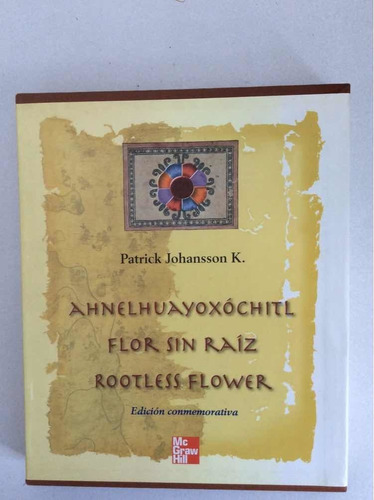 Patrick Johansson K.
AHNELHUAYOXÓCHITL
FLOR SIN RAÍZ
ROOTLESS FLOWER
Edición conmemorativa
Mc
Graw
Hill